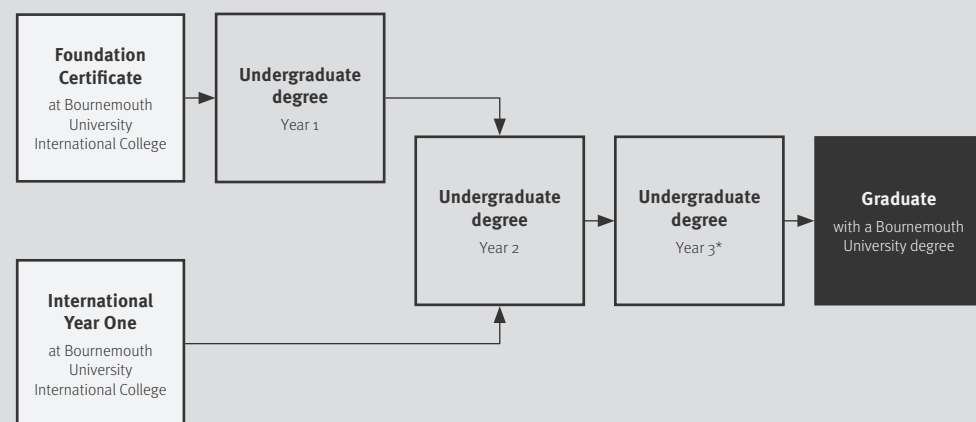 Foundation
Certificate
at Bournemouth
University
International College
Undergraduate
degree
Year 1
Undergraduate
degree
Year 2
Undergraduate
degree
Year 3*
Graduate
with a Bournemouth
University degree
International
Year One
at Bournemouth
University
International College